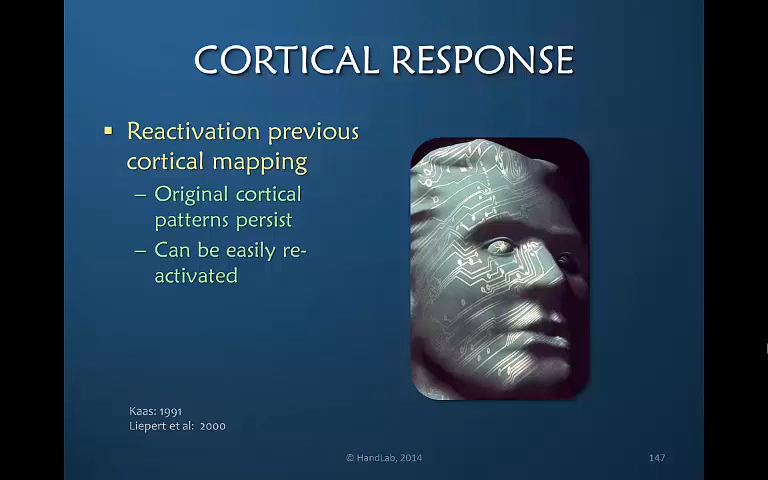 CORTICAL RESPONSE
▪ Reactivation previous
cortical mapping
– Original cortical
patterns persist
– Can be easily re-
activated
Kaas: 1991
Liepert et al: 2000
© HandLab, 2014
147